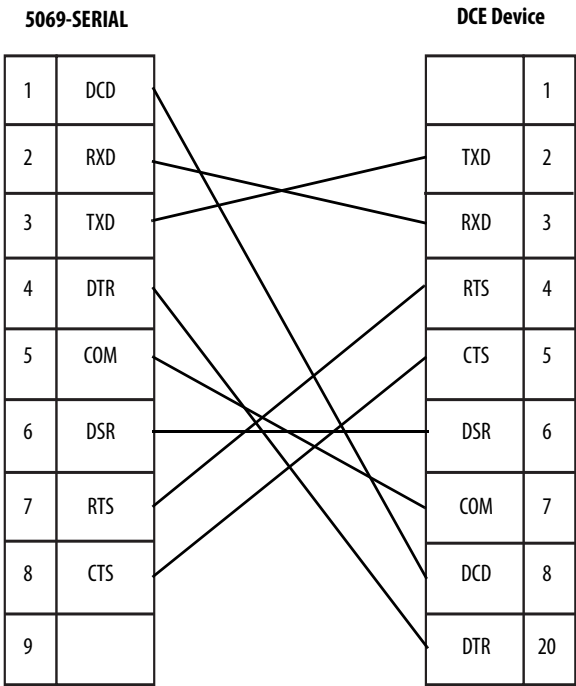 5069-SERIAL DCE Device
1 DCD 1
2 RXD TXD 2
3 TXD RXD 3
4 DTR RTS 4
5 COM CTS 5
6 DSR DSR 6
7 RTS COM 7
8 CTS DCD 8
9 DTR 20